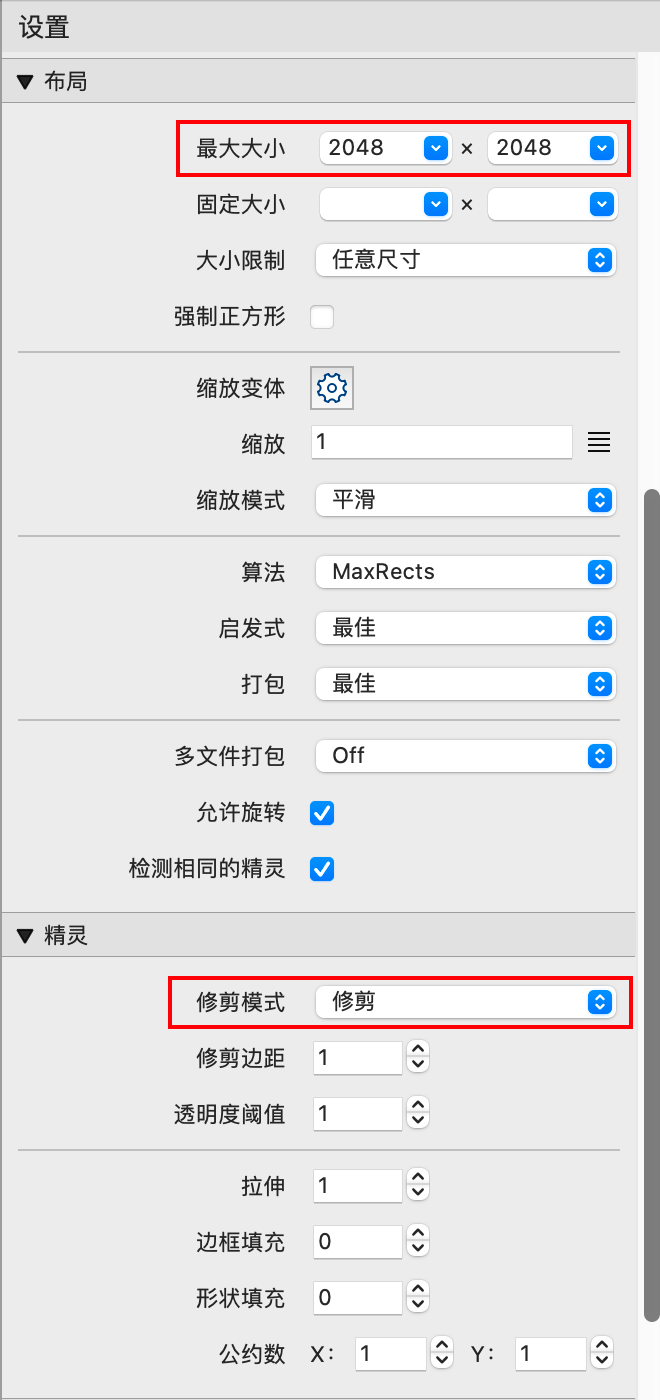 设置
布局
最大大小 2048 × 2048
固定大小 ×
大小限制 任意尺寸
强制正方形
缩放变体
缩放 1
缩放模式 平滑
算法 MaxRects
启发式 最佳
打包 最佳
多文件打包 Off
允许旋转
检测相同的精灵
精灵
修剪模式 修剪
修剪边距 1
透明度阈值 1
拉伸 1
边框填充 0
形状填充 0
公约数 X: 1 Y: 1